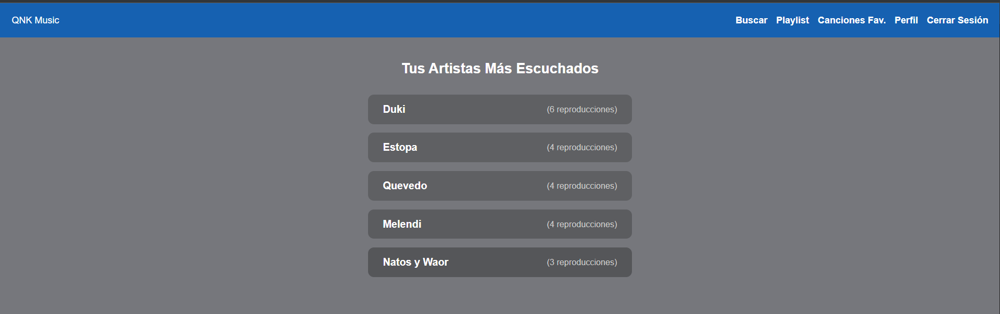 QNK Music Buscar Playlist Canciones Fav. Perfil Cerrar Sesión
Tus Artistas Más Escuchados
Duki (6 reproducciones)
Estopa (4 reproducciones)
Quevedo (4 reproducciones)
Melendi (4 reproducciones)
Natos y Waor (3 reproducciones)